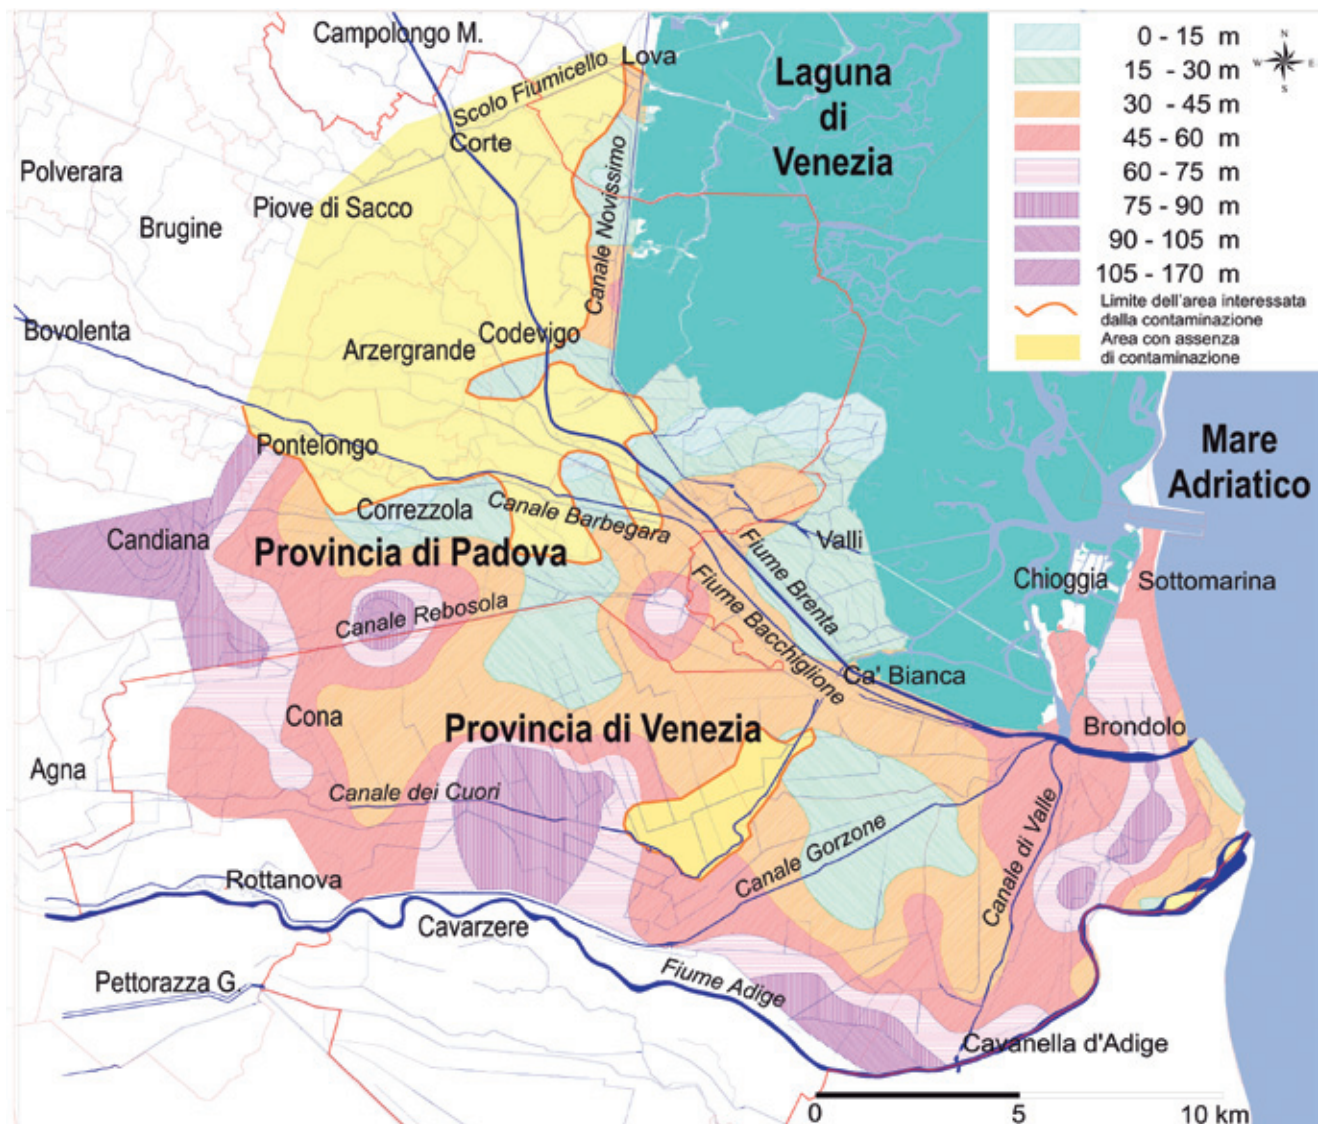 Campolongo M.
Lova
Scolo Fiumicello
Corte
Laguna
di
Venezia
0 - 15 m
15 - 30 m
30 - 45 m
45 - 60 m
60 - 75 m
75 - 90 m
90 - 105 m
105 - 170 m
Limite dell'area interessata
dalla contaminazione
Area con assenza
di contaminazione
N
W
E
S
Polverara
Brugine
Piove di Sacco
Canale Novissimo
Bovolenta
Arzergrande
Codevigo
Pontelongo
Mare
Adriatico
Correzzola
Canale Barbegara
Candiana
Provincia di Padova
Valli
Fiume Brenta
Chioggia
Sottomarina
Canale Rebosola
Fiume Bacchiglione
Ca' Bianca
Cona
Provincia di Venezia
Brondolo
Agna
Canale dei Cuori
Canale Gorzone
Canale di Valle
Rottanova
Cavarzere
Pettorazza G.
Fiume Adige
Cavanella d'Adige
0 5 10 km